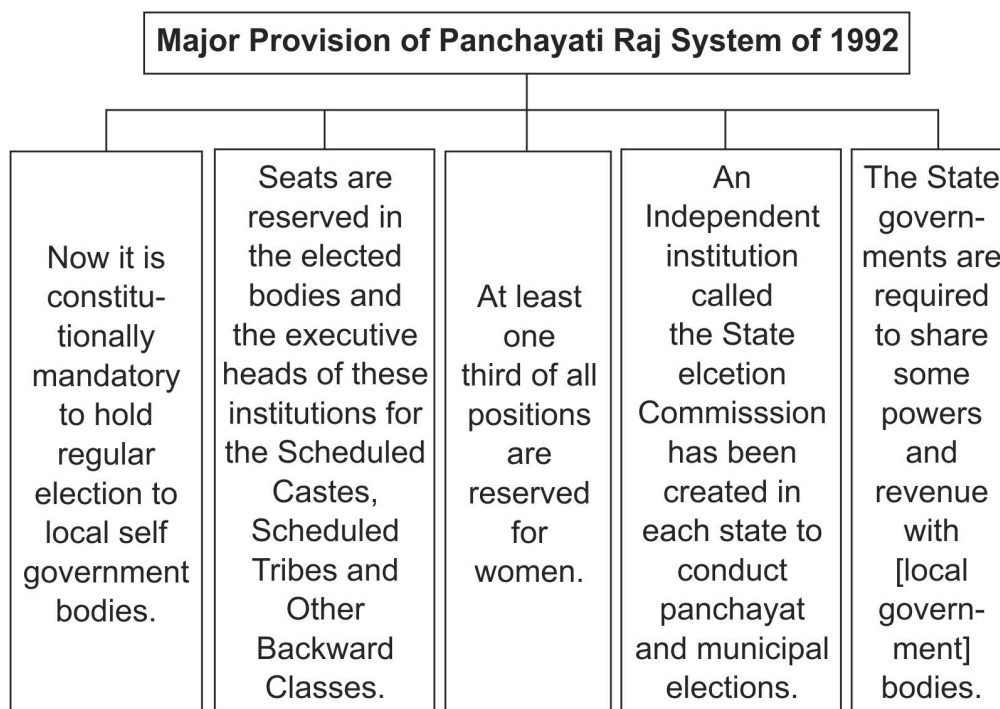 Major Provision of Panchayati Raj System of 1992
Now it is
constitu-
tionally
mandatory
to hold
regular
election to
local self
government
bodies.
Seats are
reserved in
the elected
bodies and
the executive
heads of these
institutions for
the Scheduled
Castes,
Scheduled
Tribes and
Other
Backward
Classes.
At least
one
third of all
positions
are
reserved
for
women.
An
Independent
institution
called
the State
elcetion
Commisssion
has been
created in
each state to
conduct
panchayat
and municipal
elections.
The State
govern-
ments are
required
to share
some
powers
and
revenue
with
[local
govern-
ment]
bodies.